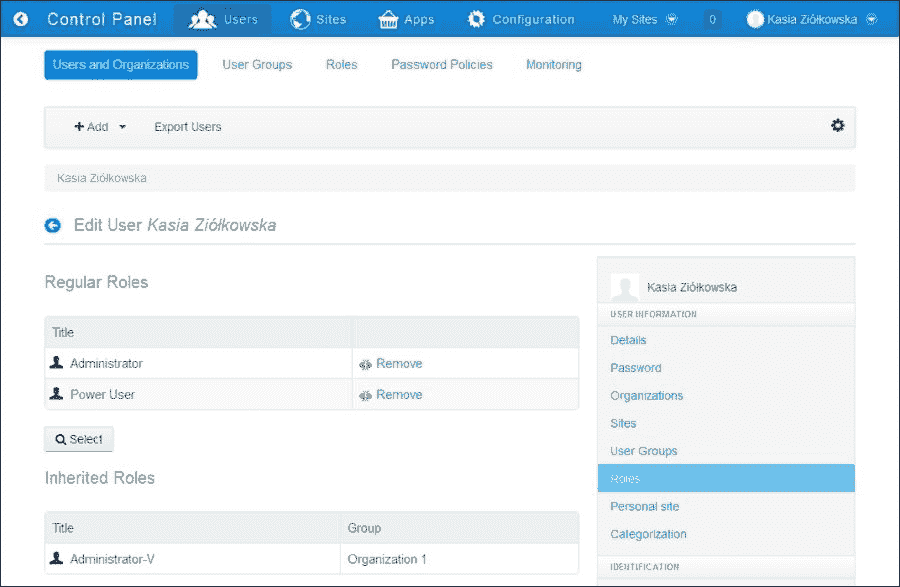 Control Panel Users Sites Apps Configuration My Sites 0 Kasia Ziółkowska
Users and Organizations User Groups Roles Password Policies Monitoring
Add Export Users
Kasia Ziółkowska
Edit User Kasia Ziółkowska
Regular Roles
Title
Administrator Remove
Power User Remove
Select
Inherited Roles
Title Group
Administrator-V Organization 1
Kasia Ziółkowska
USER INFORMATION
Details
Password
Organizations
Sites
User Groups
Roles
Personal site
Categorization
IDENTIFICATION